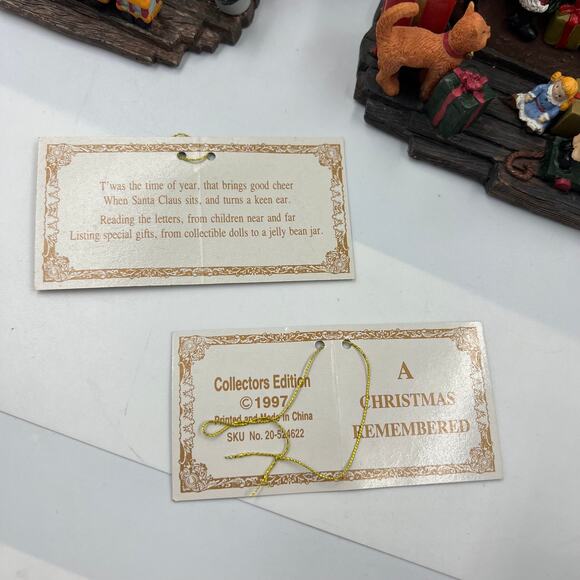 T'was the time of year, that brings good cheer
When Santa Claus sits, and turns a keen ear.
Reading the letters, from children near and far
Listing special gifts, from collectible dolls to a jelly bean jar.
Collectors Edition
©1997
Printed and Made in China
SKU No. 20-524622
A
CHRISTMAS
REMEMBERED